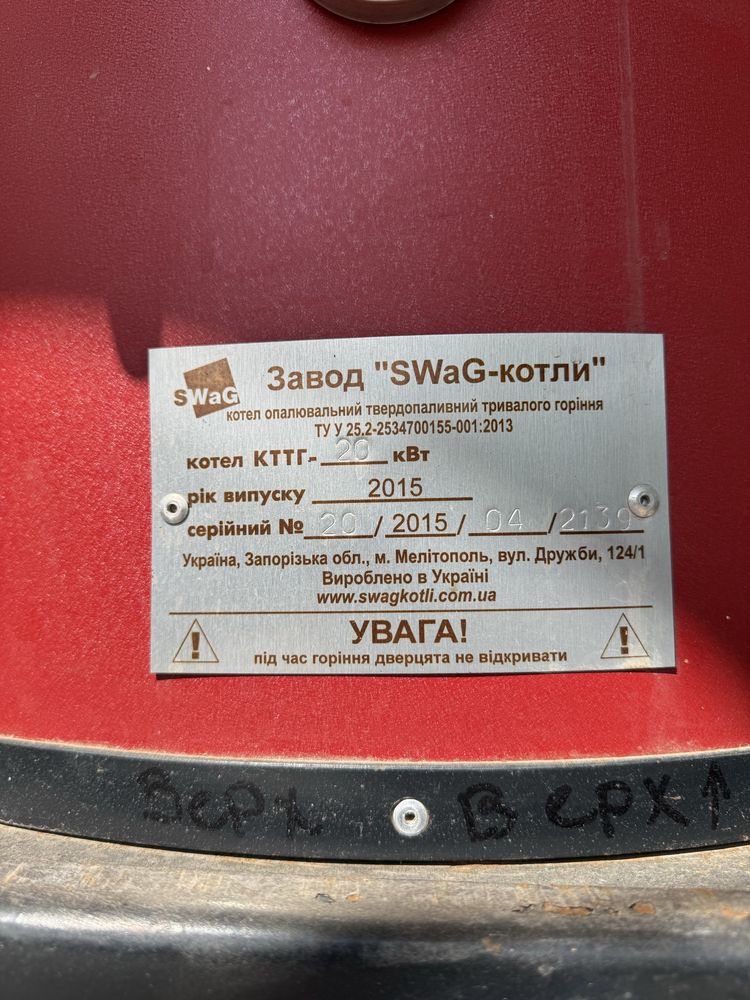 SWaG
Завод "SWaG-котли"
котел опалювальний твердопаливний тривалого горіння
ТУ У 25.2-2534700155-001:2013
котел КТТГ- 20 кВт
рік випуску 2015
серійний № 20 / 2015 / 04 / 2139
Україна, Запорізька обл., м. Мелітополь, вул. Дружби, 124/1
Вироблено в Україні
www.swagkotli.com.ua
УВАГА!
під час горіння дверцята не відкривати
Верх Верх ↑